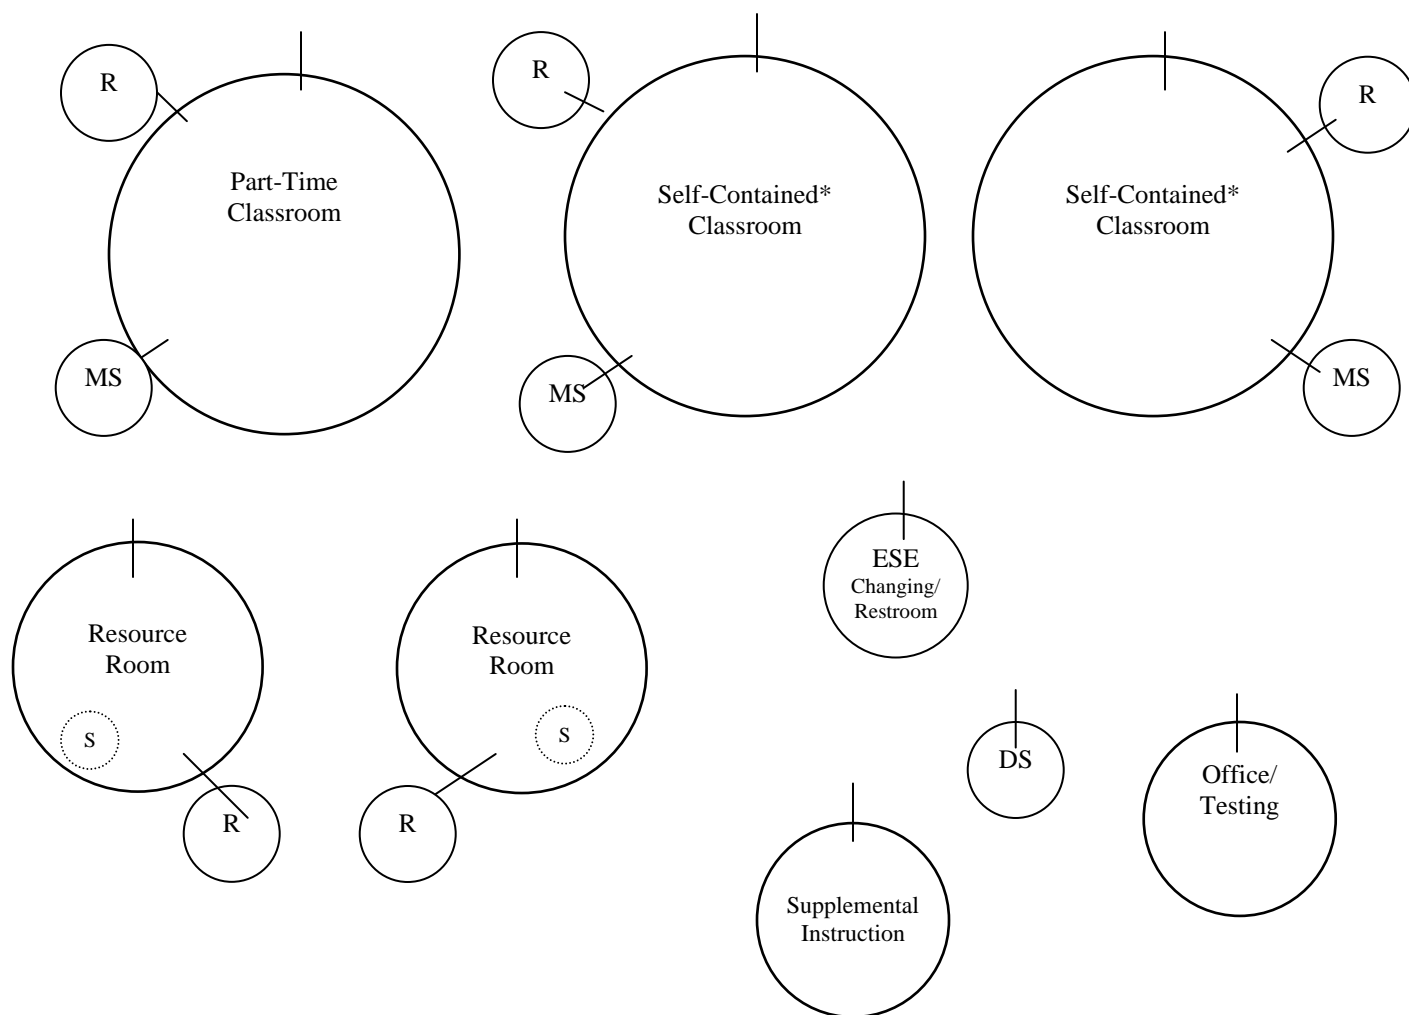 R
Part-Time
Classroom
MS
R
Self-Contained*
Classroom
MS
R
Self-Contained*
Classroom
MS
Resource
Room
S
R
Resource
Room
S
R
ESE
Changing/
Restroom
DS
Office/
Testing
Supplemental
Instruction